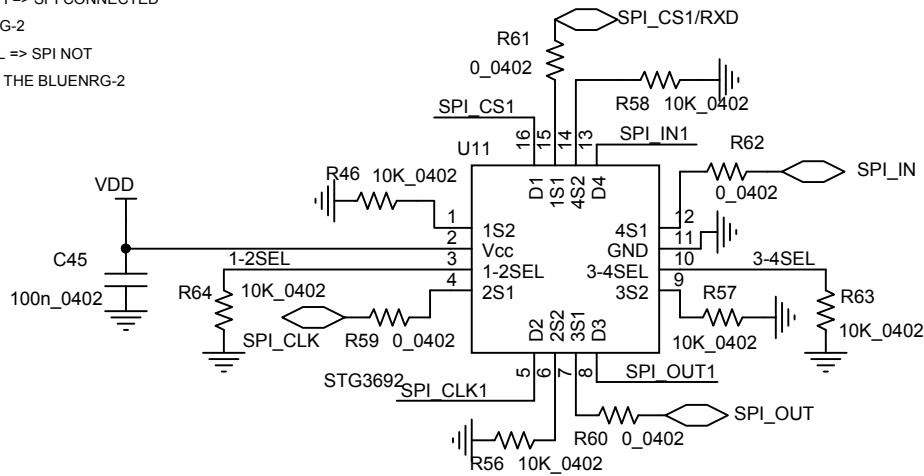 => SPI CONNECTED
G-2
L => SPI NOT
THE BLUENRG-2
SPI_CS1/RXD
R61
0_0402
R58 10K_0402
SPI_CS1
16
15
14
13
SPI_IN1
U11
R62
0_0402
SPI_IN
R46 10K_0402
D1
1S1
4S2
D4
VDD
1 1S2
4S1 12
2 Vcc
GND 11
C45
100n_0402
1-2SEL
3 1-2SEL
3-4SEL 10
3-4SEL
4 2S1
3S2 9
R64 10K_0402
R57
10K_0402
R63
10K_0402
SPI_CLK
R59 0_0402
D2
2S2
3S1
D3
STG3692
5
6
7
8
SPI_CLK1
SPI_OUT1
SPI_OUT
R60 0_0402
R56 10K_0402